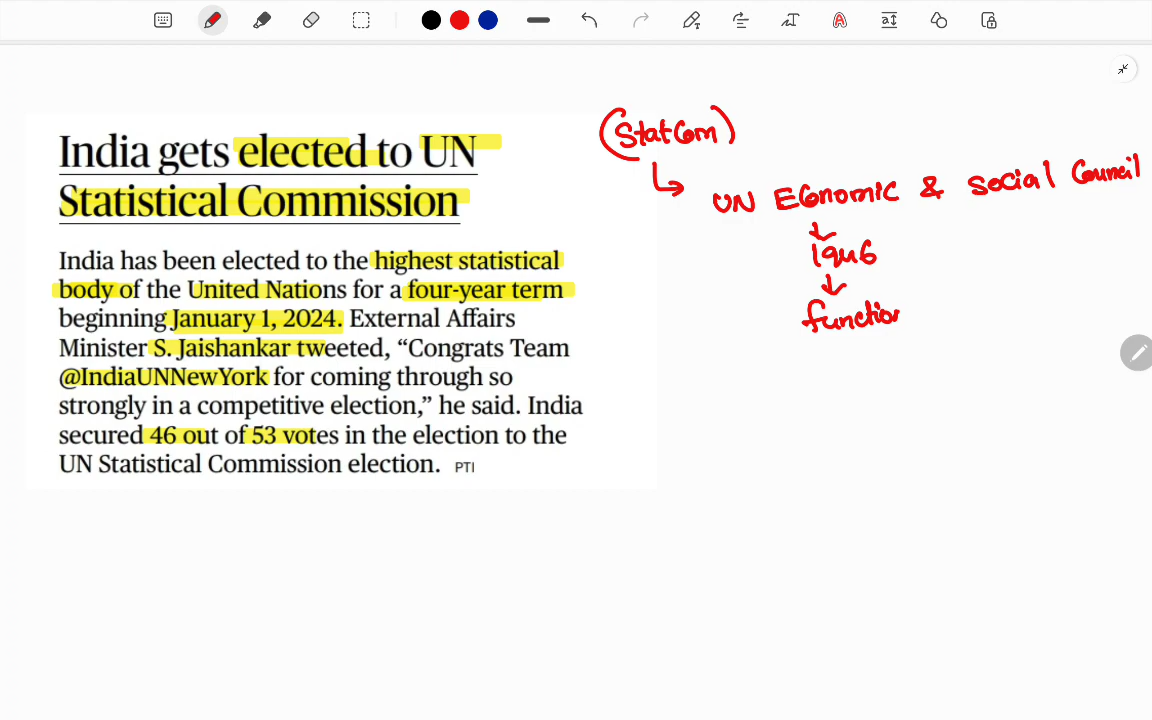 India gets elected to UN
Statistical Commission
India has been elected to the highest statistical
body of the United Nations for a four-year term
beginning January 1, 2024. External Affairs
Minister S. Jaishankar tweeted, “Congrats Team
@IndiaUNNewYork for coming through so
strongly in a competitive election,” he said. India
secured 46 out of 53 votes in the election to the
UN Statistical Commission election. PTI
(StatCom)
UN Economic & Social Council
1946
function